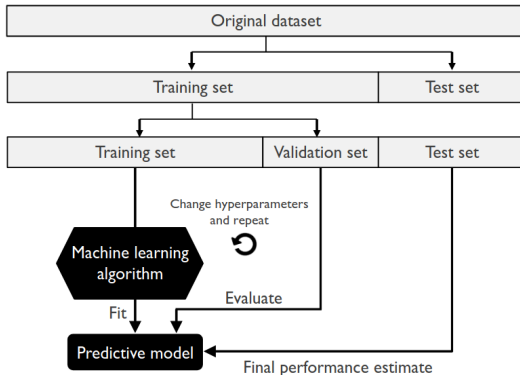 Original dataset
Training set
Test set
Training set
Validation set
Test set
Change hyperparameters
and repeat
Machine learning
algorithm
Fit
Evaluate
Predictive model
Final performance estimate